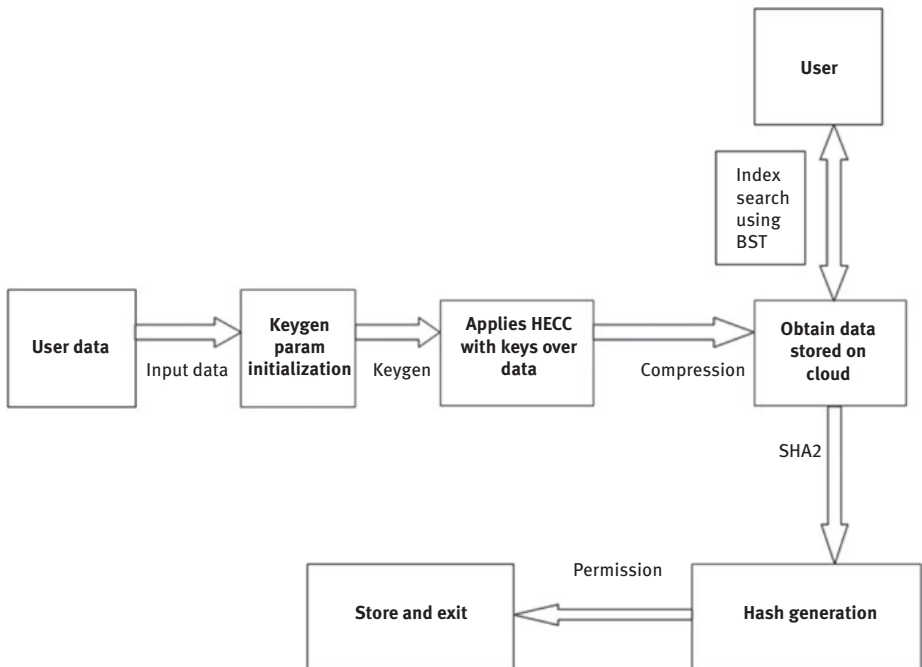 User
Index
search
using
BST
User data
Input data
Keygen
param
initialization
Keygen
Applies HECC
with keys over
data
Compression
Obtain data
stored on
cloud
SHA2
Permission
Store and exit
Hash generation